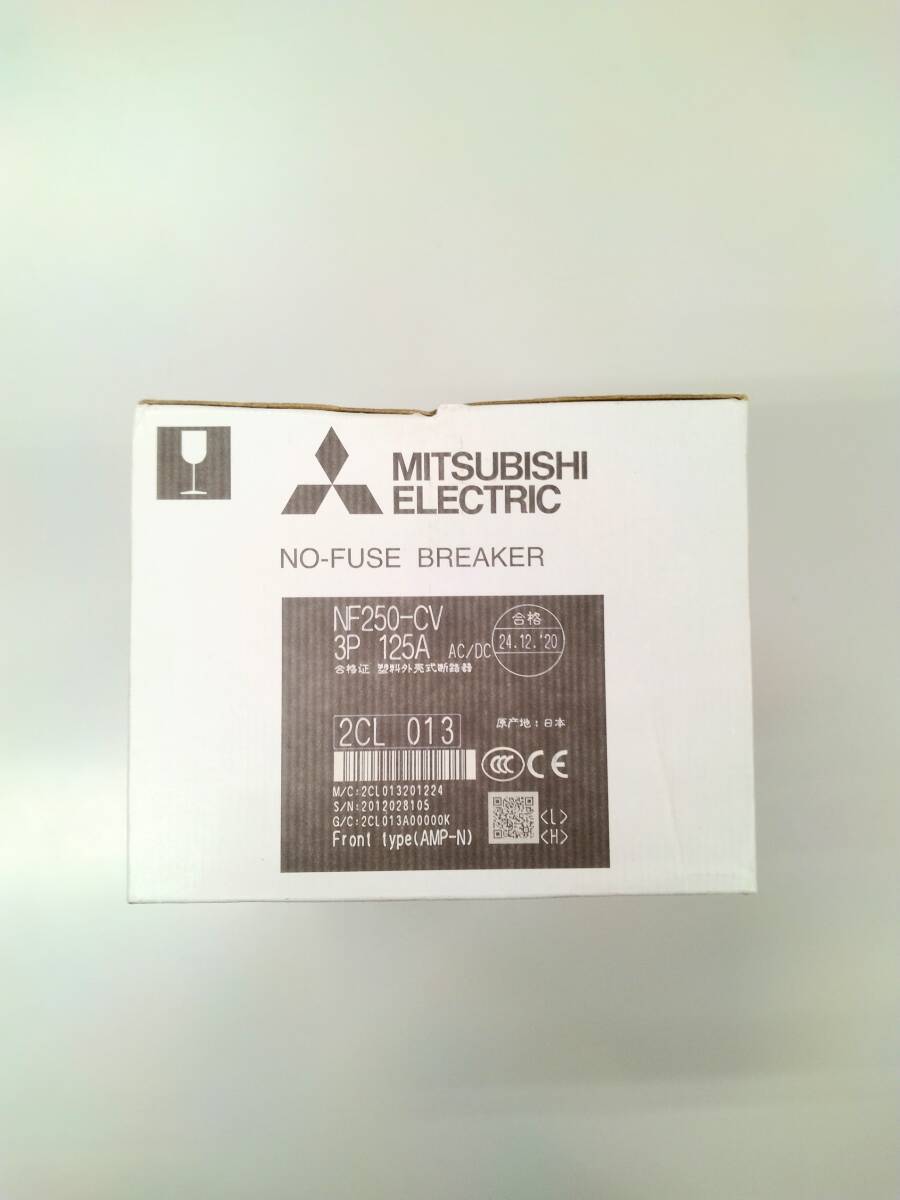 MITSUBISHI
ELECTRIC
NO-FUSE BREAKER
NF250-CV
3P 125A AC/DC
合格
24.12.'20
合格证 塑料外壳式断路器
2CL 013
原产地:日本
CCC CE
M/C:2CL013201224
S/N:2012028105
G/C:2CL013A00000K
<L>
<H>
Front type(AMP-N)